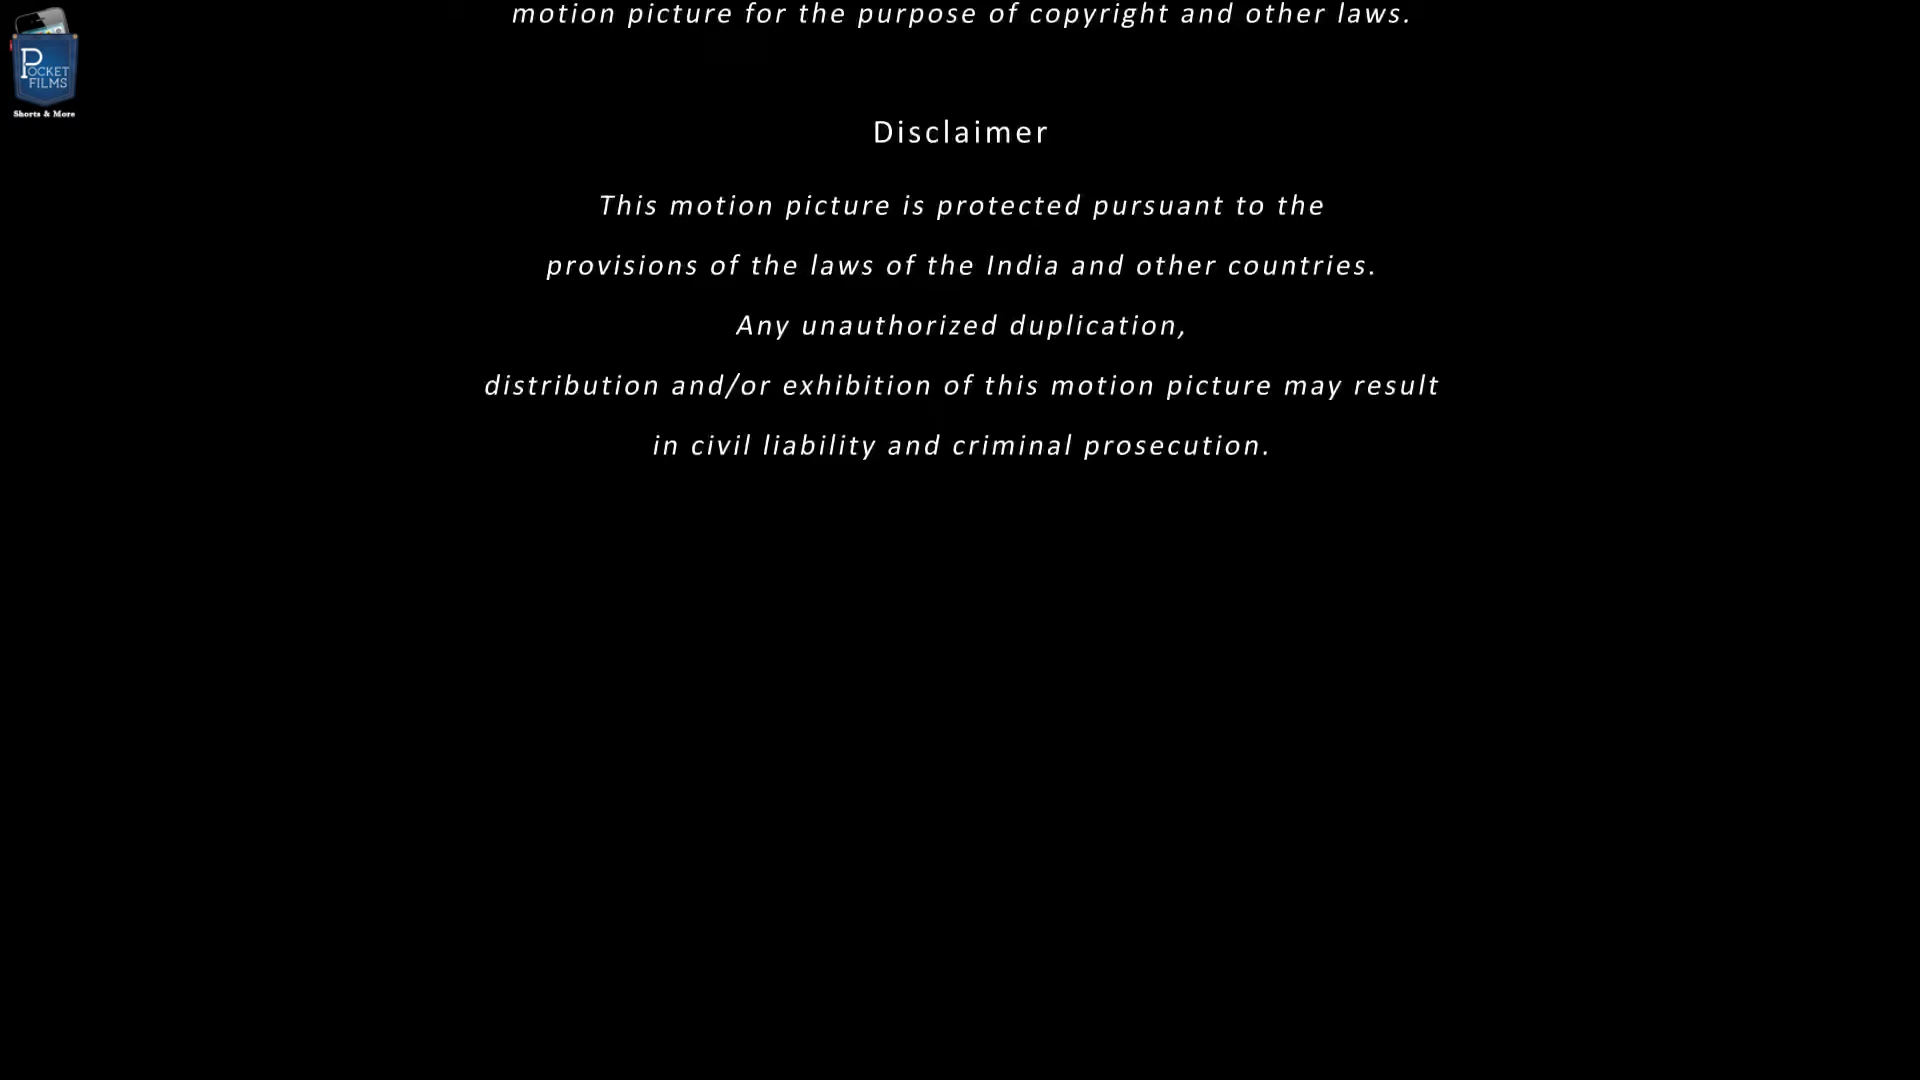 motion picture for the purpose of copyright and other laws.
POCKET
FILMS
Shorts & More
Disclaimer
This motion picture is protected pursuant to the
provisions of the laws of the India and other countries.
Any unauthorized duplication,
distribution and/or exhibition of this motion picture may result
in civil liability and criminal prosecution.